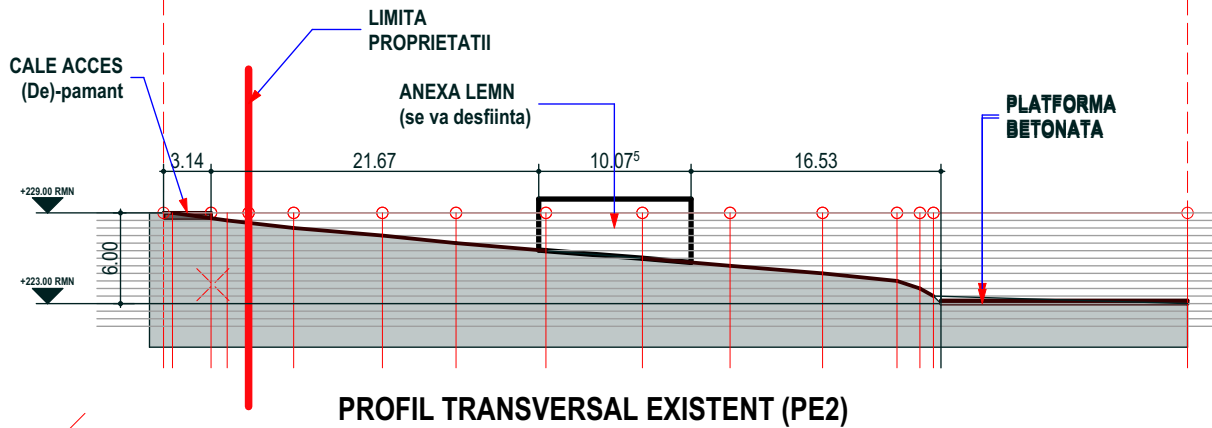 LIMITA
PROPRIETATII
CALE ACCES
(De)-pamant
ANEXA LEMN
(se va desfiinta)
PLATFORMA
BETONATA
3.14
21.67
10.07⁵
16.53
+229.00 RMN
6.00
+223.00 RMN
PROFIL TRANSVERSAL EXISTENT (PE2)